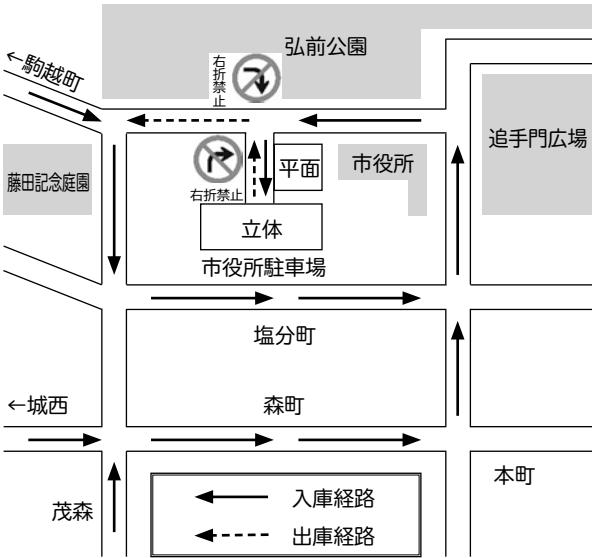 弘前公園
←駒越町
右折禁止
追手門広場
藤田記念庭園
右折禁止
平面
市役所
立体
市役所駐車場
塩分町
←城西
森町
本町
茂森
入庫経路
出庫経路